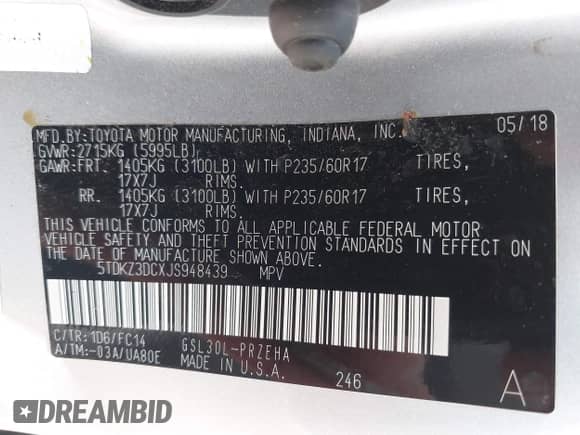 MFD.BY:TOYOTA MOTOR MANUFACTURING, INDIANA, INC. 05/18
GVWR:2715KG (5995LB)
GAWR:FRT. 1405KG (3100LB) WITH P235/60R17 TIRES,
17X7J RIMS.
RR. 1405KG (3100LB) WITH P235/60R17 TIRES,
17X7J RIMS.
THIS VEHICLE CONFORMS TO ALL APPLICABLE FEDERAL MOTOR
VEHICLE SAFETY AND THEFT PREVENTION STANDARDS IN EFFECT ON
THE DATE OF MANUFACTURE SHOWN ABOVE.
5TDKZ3DCXJS948439 MPV
C/TR:1D6/FC14 GSL30L-PRZEHA
A/TM:-03A/UA80E MADE IN U.S.A. 246 A
DREAMBID